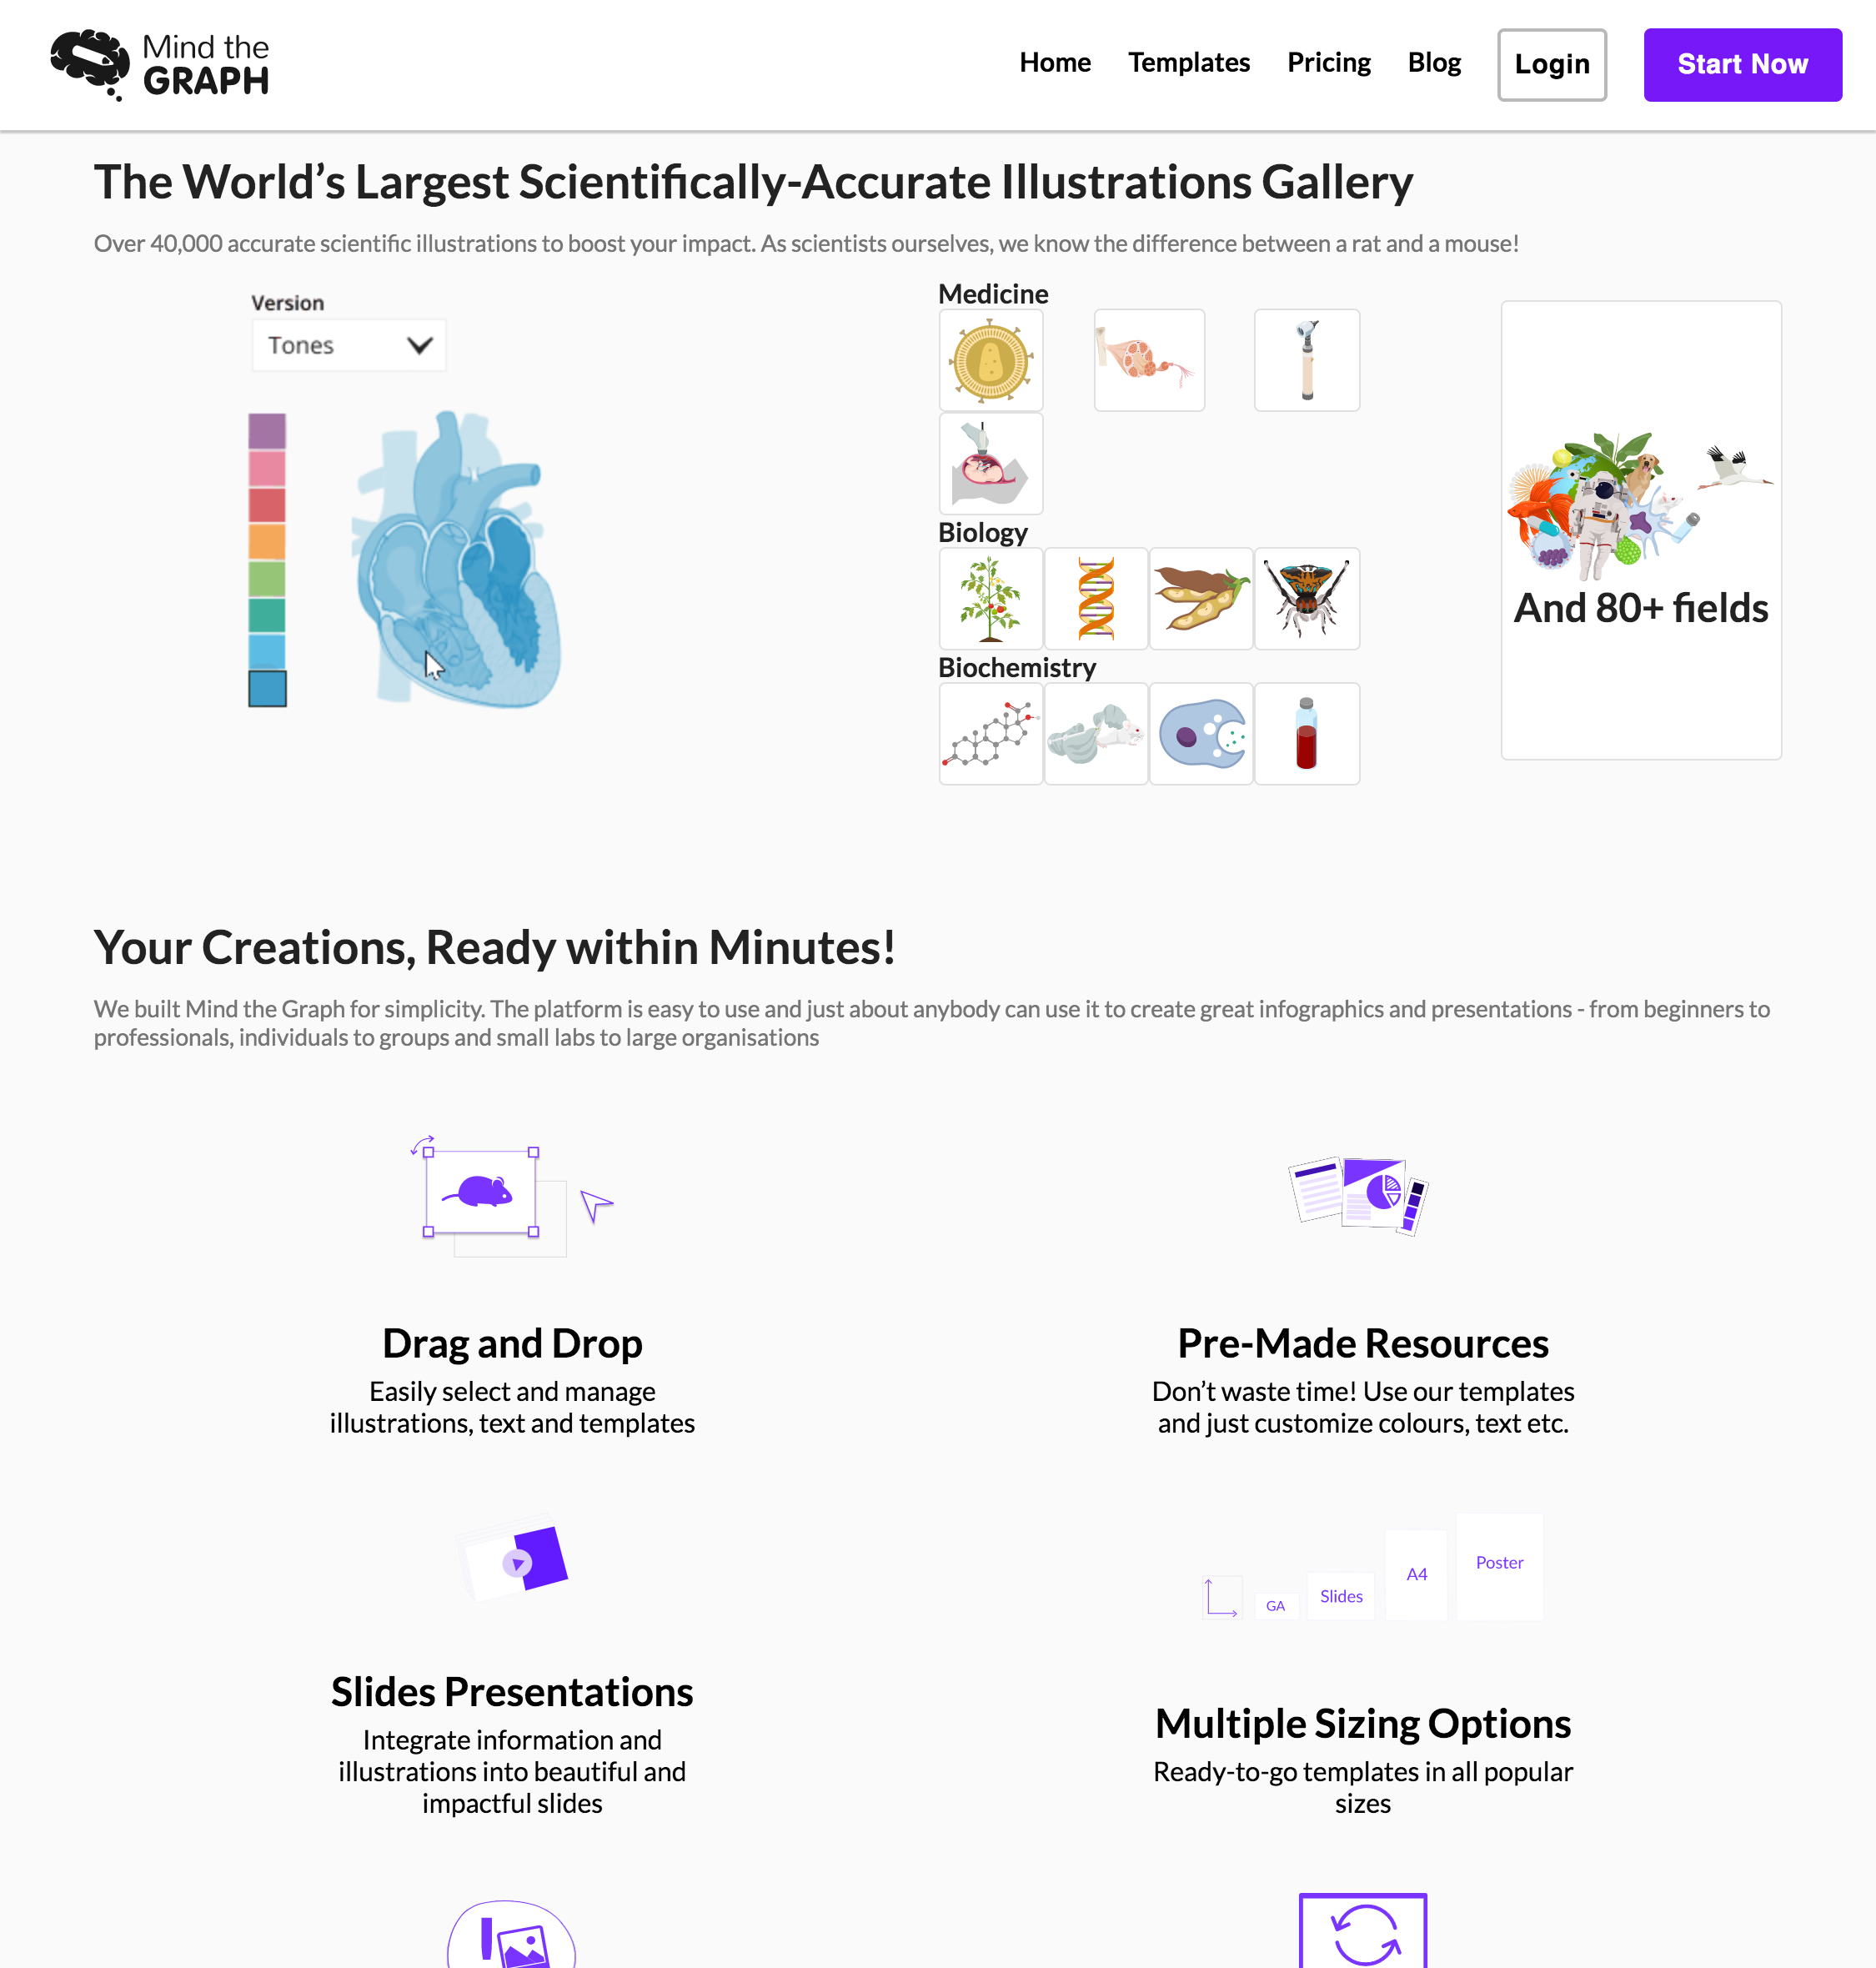 Mind the
GRAPH
Home
Templates
Pricing
Blog
Login
Start Now
The World’s Largest Scientifically-Accurate Illustrations Gallery
Over 40,000 accurate scientific illustrations to boost your impact. As scientists ourselves, we know the difference between a rat and a mouse!
Version
Tones
Medicine
Biology
Biochemistry
And 80+ fields
Your Creations, Ready within Minutes!
We built Mind the Graph for simplicity. The platform is easy to use and just about anybody can use it to create great infographics and presentations - from beginners to
professionals, individuals to groups and small labs to large organisations
Drag and Drop
Easily select and manage
illustrations, text and templates
Pre-Made Resources
Don’t waste time! Use our templates
and just customize colours, text etc.
Slides Presentations
Integrate information and
illustrations into beautiful and
impactful slides
GA
Slides
A4
Poster
Multiple Sizing Options
Ready-to-go templates in all popular
sizes